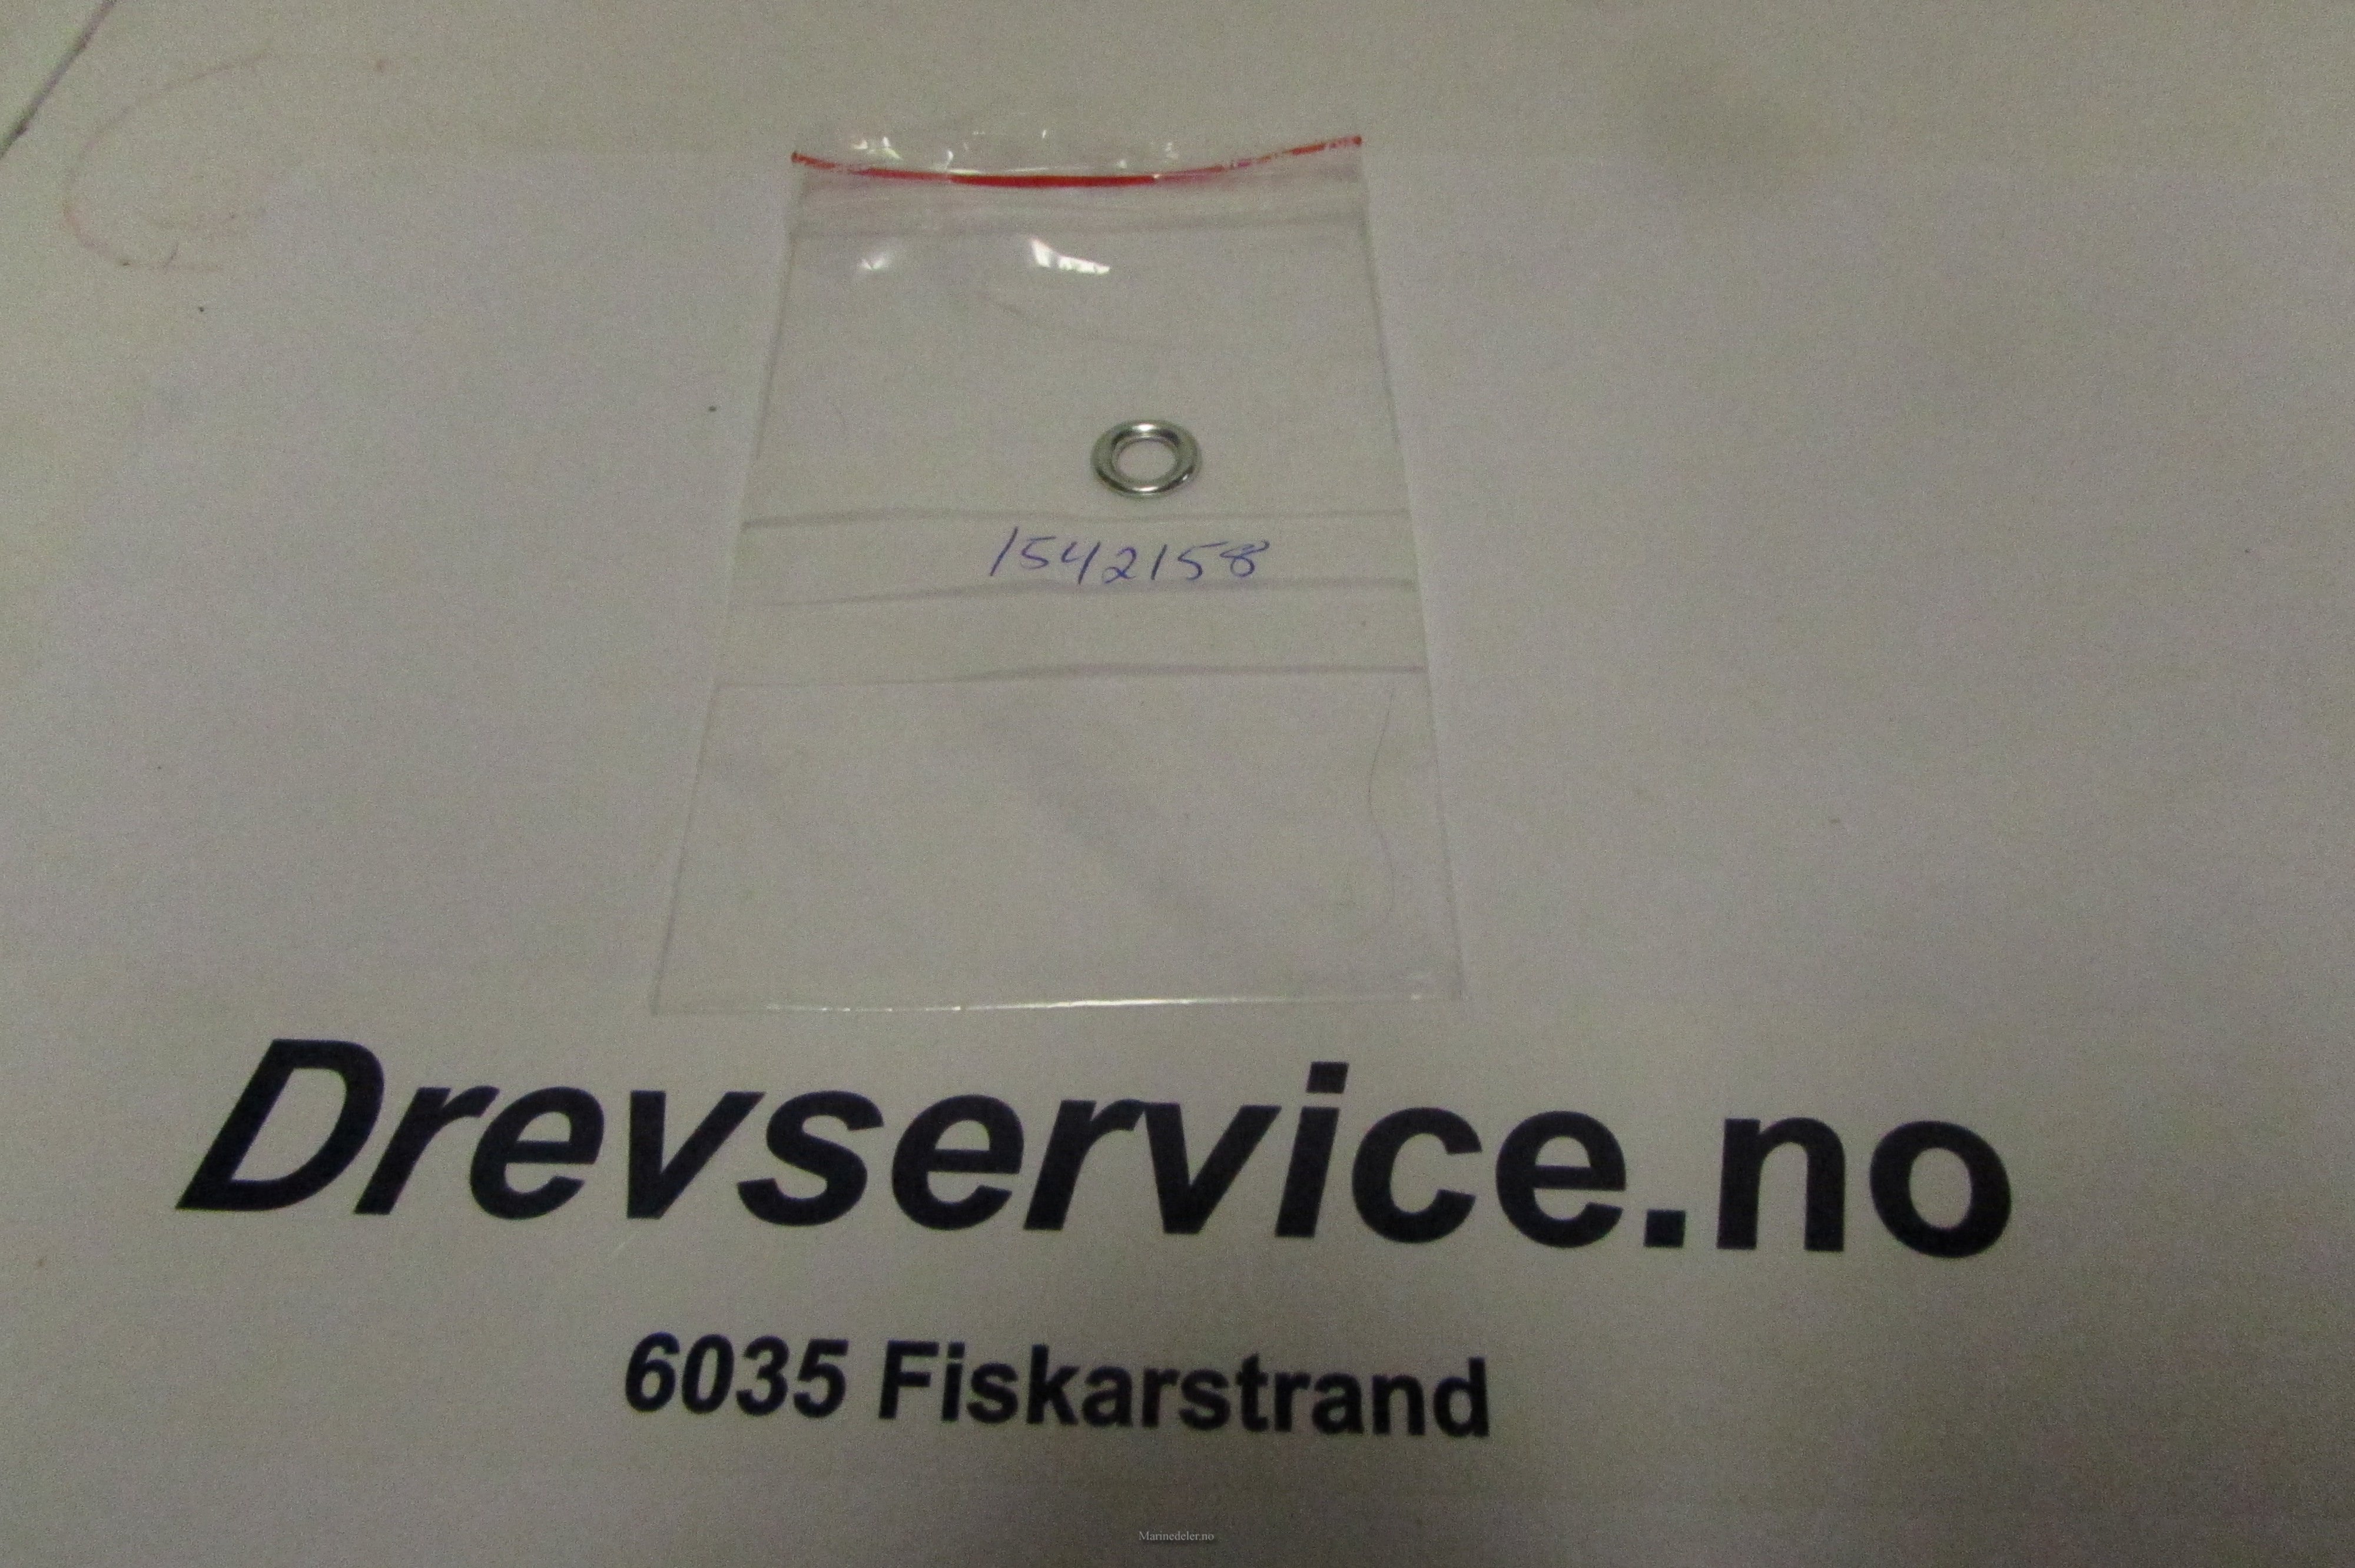 1542158
Drevservice.no
6035 Fiskarstrand
Marinedeler.no